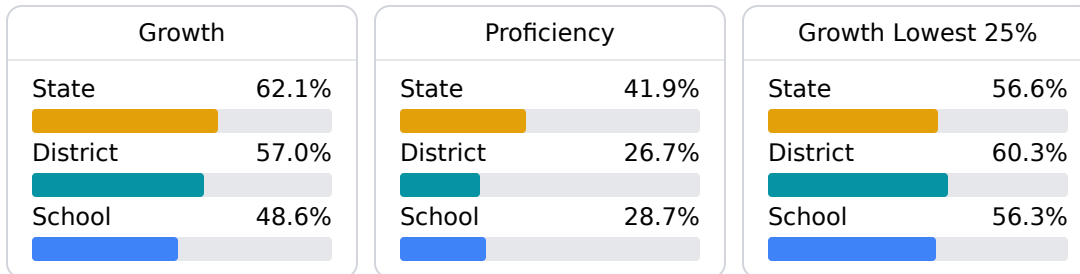 Growth
State 62.1%
District 57.0%
School 48.6%
Proficiency
State 41.9%
District 26.7%
School 28.7%
Growth Lowest 25%
State 56.6%
District 60.3%
School 56.3%